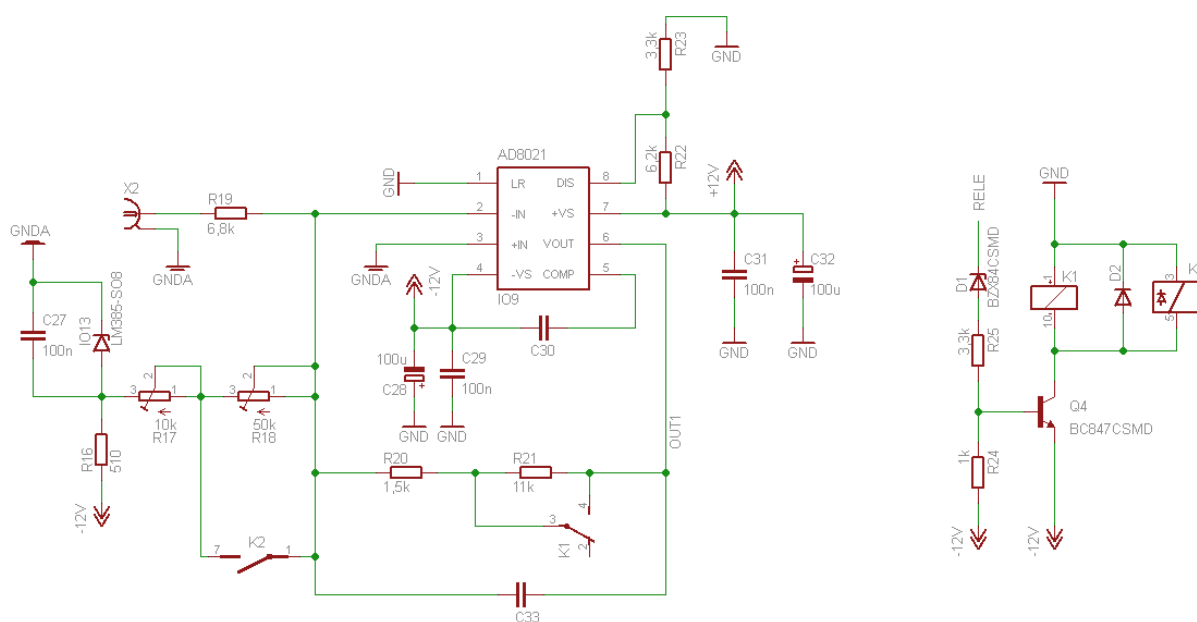 3,3k
R23
GND
6,2k
R22
AD8021
GND
1
LR
DIS
8
2
-IN
+VS
7
3
+IN
VOUT
6
4
-VS
COMP
5
IO9
+12V
X2
R19
6,8k
GNDA
GNDA
GNDA
-12V
C31
100n
GND
C32
100u
GND
C30
C27
100n
IO13
LM385-SO8
100u
C28
GND
C29
100n
GND
3
2
1
10k
R17
3
2
1
50k
R18
R16
510
-12V
OUT1
R20
1,5k
R21
11k
4
3
2
K1
K2
7
1
C33
RELE
D1
BZX84CSMD
3,3k
R25
1k
R24
-12V
-12V
GND
1
K1
10
D2
K
3
5
Q4
BC847CSMD